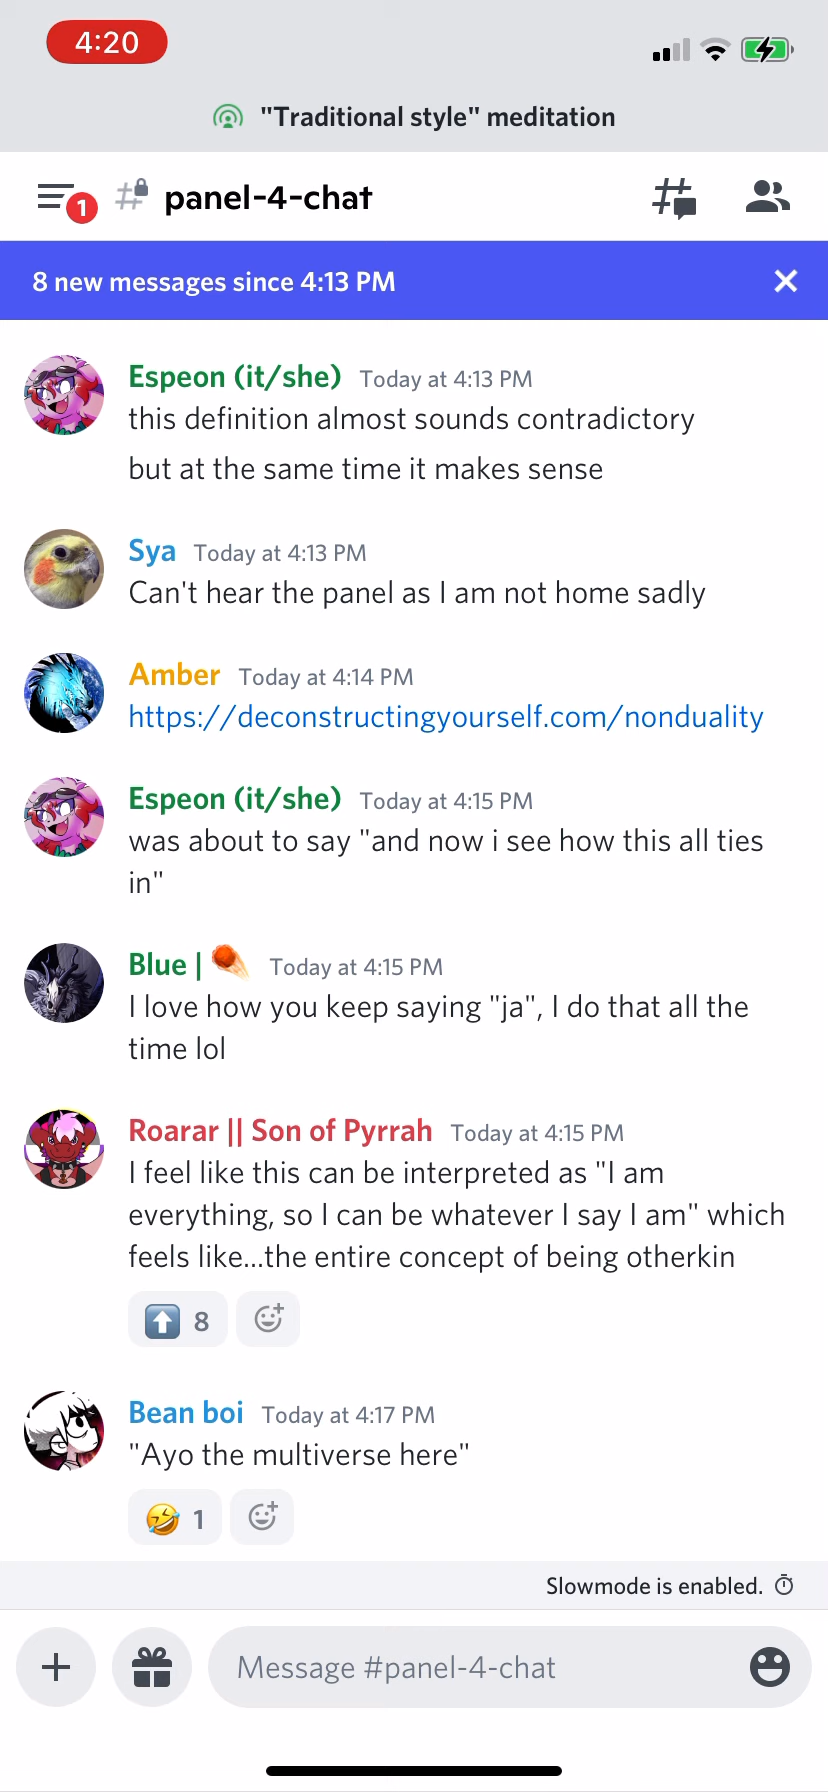 4:20
"Traditional style" meditation
1
panel-4-chat
8 new messages since 4:13 PM
Espeon (it/she) Today at 4:13 PM
this definition almost sounds contradictory
but at the same time it makes sense
Sya Today at 4:13 PM
Can't hear the panel as I am not home sadly
Amber Today at 4:14 PM
https://deconstructingyourself.com/nonduality
Espeon (it/she) Today at 4:15 PM
was about to say "and now i see how this all ties
in"
Blue | Today at 4:15 PM
I love how you keep saying "ja", I do that all the
time lol
Roarar || Son of Pyrrah Today at 4:15 PM
I feel like this can be interpreted as "I am
everything, so I can be whatever I say I am" which
feels like...the entire concept of being otherkin
8
Bean boi Today at 4:17 PM
"Ayo the multiverse here"
1
Slowmode is enabled.
Message #panel-4-chat